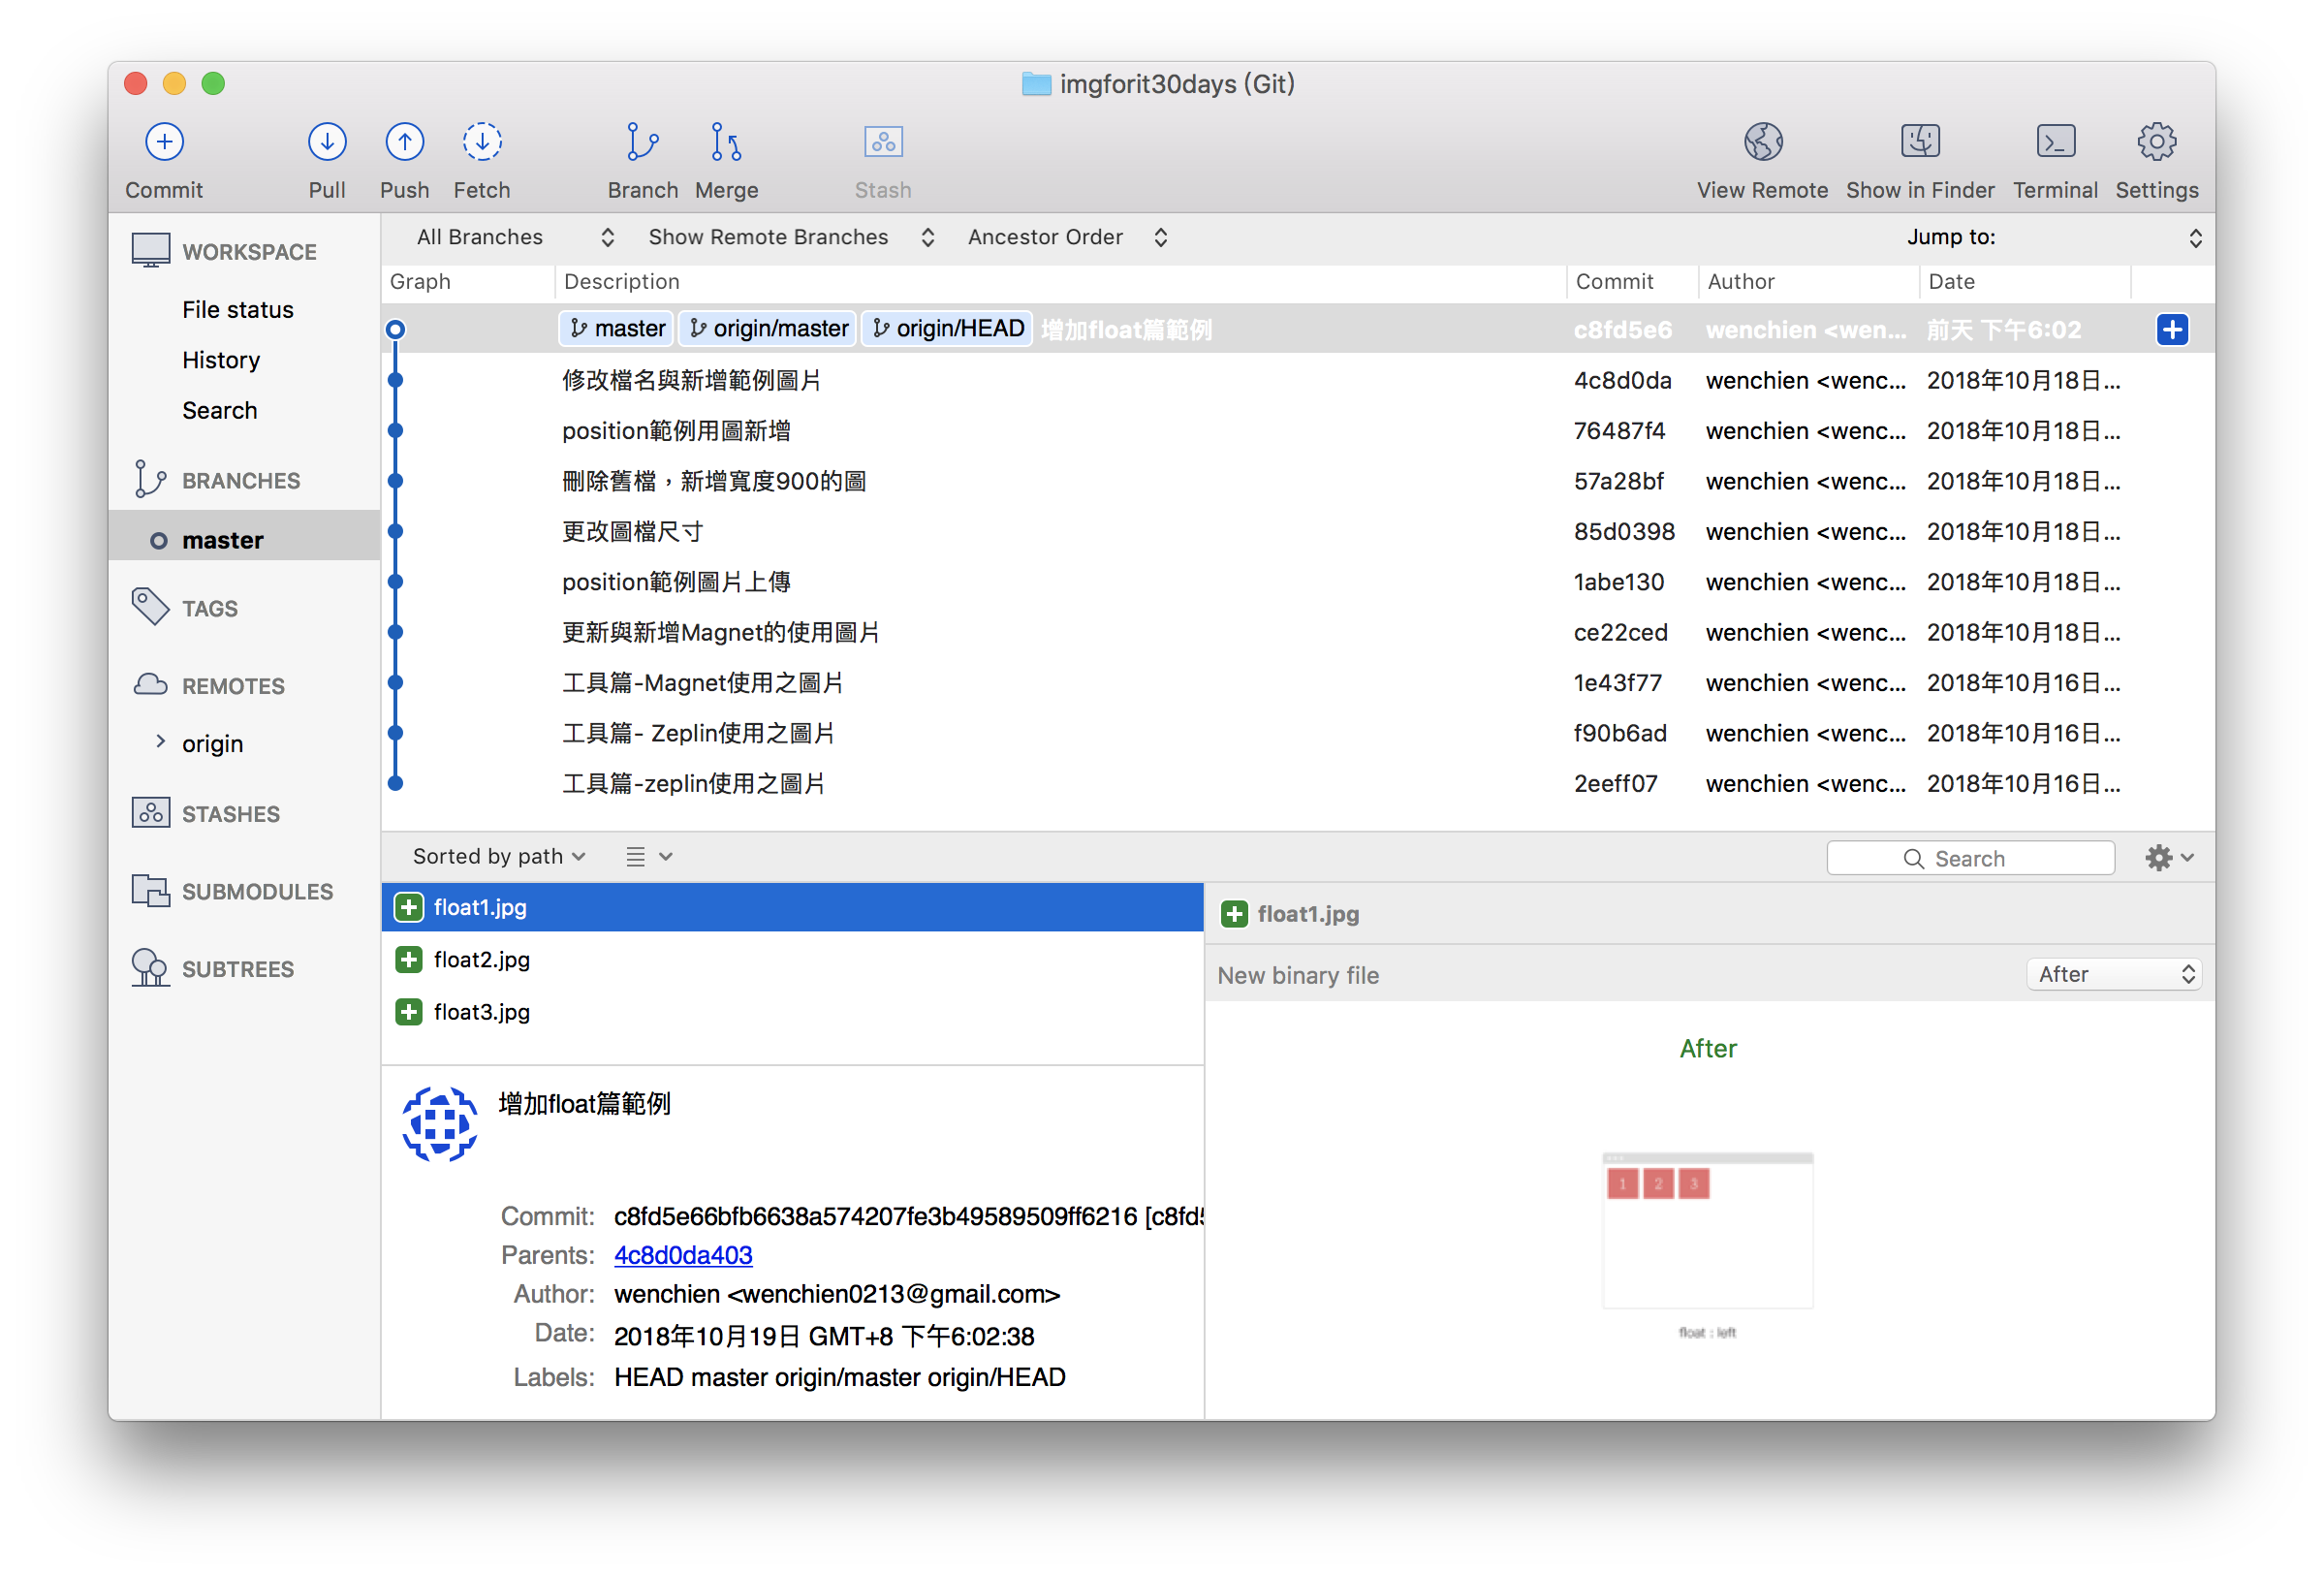 imgforit30days (Git)
Commit Pull Push Fetch Branch Merge Stash View Remote Show in Finder Terminal Settings
WORKSPACE
File status
History
Search
BRANCHES
master
TAGS
REMOTES
origin
STASHES
SUBMODULES
SUBTREES
All Branches Show Remote Branches Ancestor Order Jump to:
Graph Description Commit Author Date
master origin/master origin/HEAD 增加float篇範例 c8fd5e6 wenchien <wen... 前天 下午6:02
修改檔名與新增範例圖片 4c8d0da wenchien <wenc... 2018年10月18日...
position範例用圖新增 76487f4 wenchien <wenc... 2018年10月18日...
刪除舊檔，新增寬度900的圖 57a28bf wenchien <wenc... 2018年10月18日...
更改圖檔尺寸 85d0398 wenchien <wenc... 2018年10月18日...
position範例圖片上傳 1abe130 wenchien <wenc... 2018年10月18日...
更新與新增Magnet的使用圖片 ce22ced wenchien <wenc... 2018年10月18日...
工具篇-Magnet使用之圖片 1e43f77 wenchien <wenc... 2018年10月16日...
工具篇- Zeplin使用之圖片 f90b6ad wenchien <wenc... 2018年10月16日...
工具篇-zeplin使用之圖片 2eeff07 wenchien <wenc... 2018年10月16日...
Sorted by path Search
float1.jpg
float2.jpg
float3.jpg
增加float篇範例
Commit: c8fd5e66bfb6638a574207fe3b49589509ff6216 [c8fd5
Parents: 4c8d0da403
Author: wenchien <wenchien0213@gmail.com>
Date: 2018年10月19日 GMT+8 下午6:02:38
Labels: HEAD master origin/master origin/HEAD
float1.jpg
New binary file After
After
1 2 3
float : left